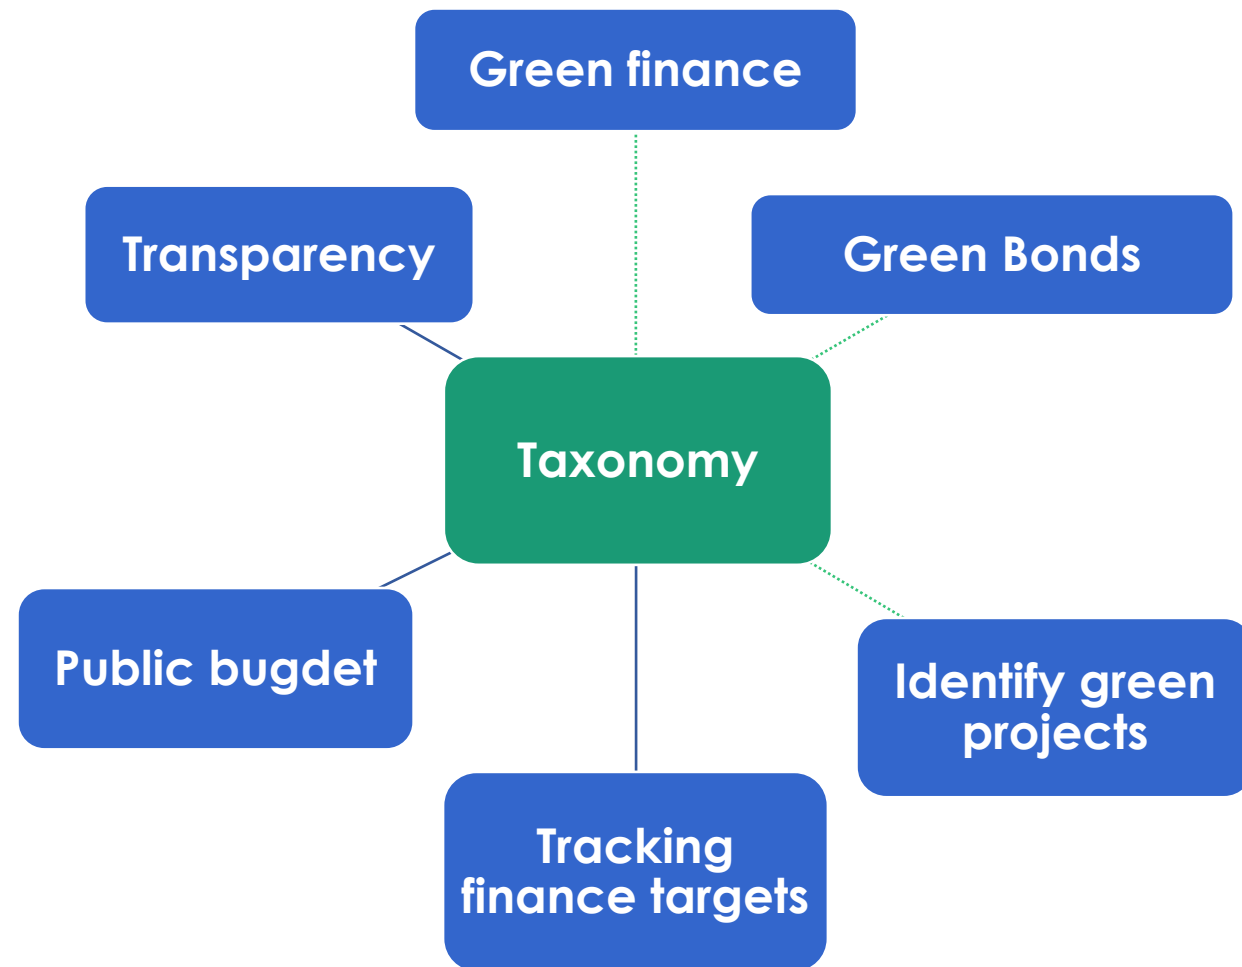 Green finance
Transparency
Green Bonds
Taxonomy
Public bugdet
Identify green
projects
Tracking
finance targets